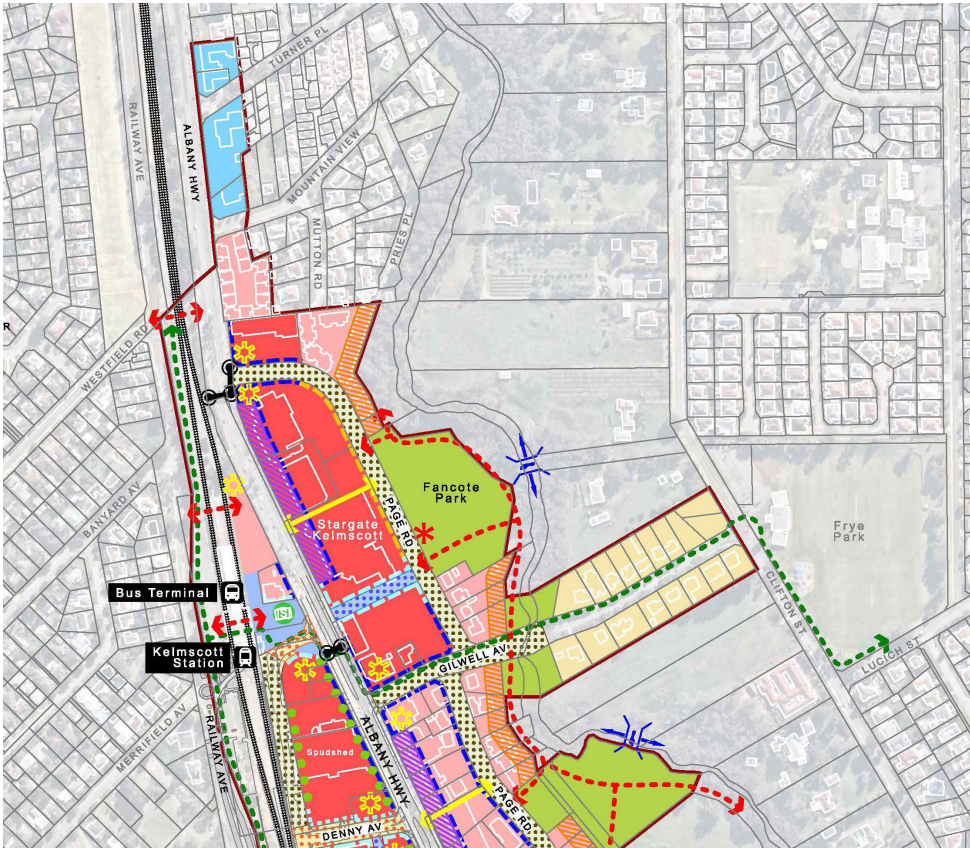 TURNER PL
RAILWAY AVE
ALBANY HWY
MOUNTAIN VIEW
MUTTON RD
PRIES PL
R
WESTFIELD RD
BANYARD AV
Fancote
Park
PAGE RD
Stargate
Kelmscott
Frye
Park
Bus Terminal
CLIFTON ST
Kelmscott
Station
GILWELL AV
LUCICH ST
MERRIFIELD AV
RAILWAY AVE
ALBANY HWY
Spudshed
PAGE RD
DENNY AV